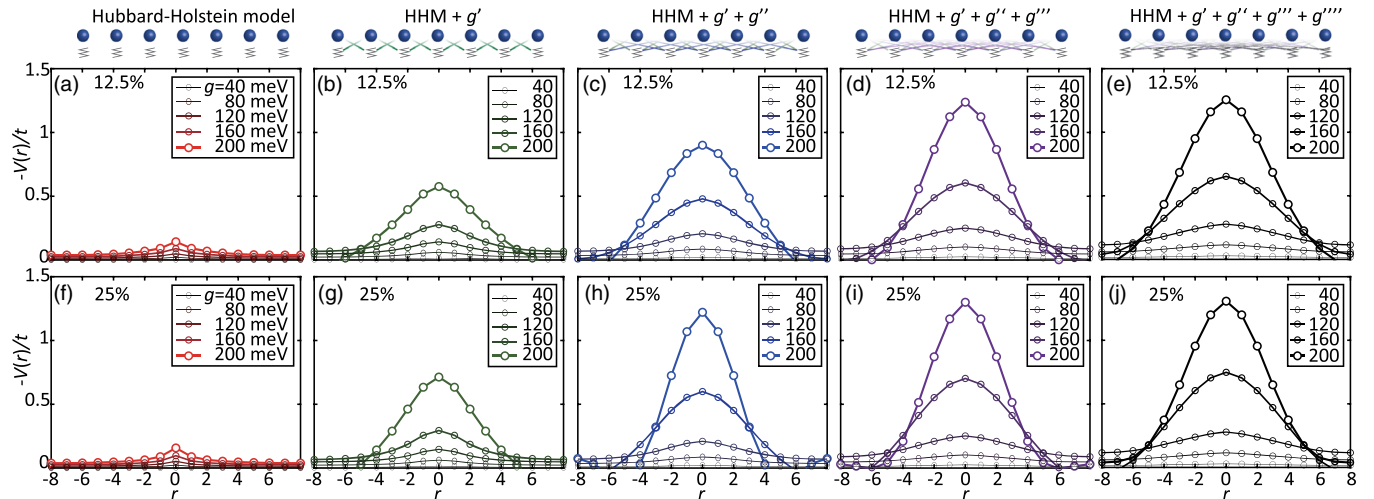 Hubbard-Holstein model
HHM + g’
HHM + g’ + g’’
HHM + g’ + g‘‘ + g’’’
HHM + g’ + g‘‘ + g’’’ + g’’’’
(a) 12.5%
g=40 meV
80 meV
120 meV
160 meV
200 meV
(b) 12.5%
40
80
120
160
200
(c) 12.5%
40
80
120
160
200
(d) 12.5%
40
80
120
160
200
(e) 12.5%
40
80
120
160
200
1.5
1
0.5
0
-V(r)/t
(f) 25%
g=40 meV
80 meV
120 meV
160 meV
200 meV
(g) 25%
40
80
120
160
200
(h) 25%
40
80
120
160
200
(i) 25%
40
80
120
160
200
(j) 25%
40
80
120
160
200
1.5
1
0.5
0
-V(r)/t
-8 -6 -4 -2 0 2 4 6 -8 -6 -4 -2 0 2 4 6 -8 -6 -4 -2 0 2 4 6 -8 -6 -4 -2 0 2 4 6 -8 -6 -4 -2 0 2 4 6 8
r r r r r